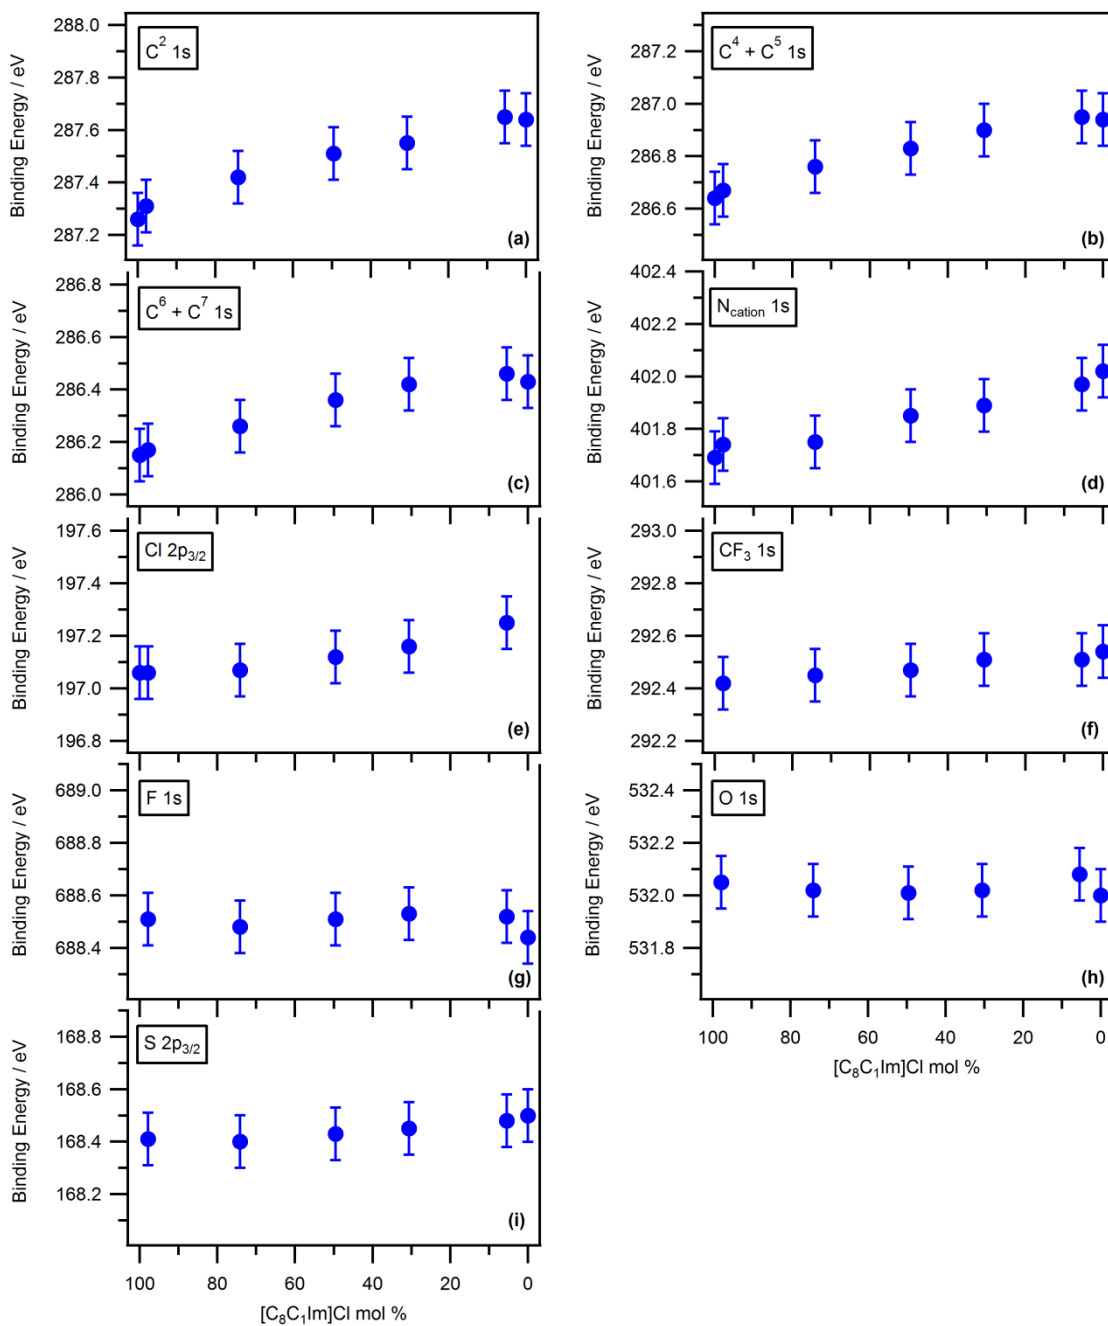 Binding Energy / eV
288.0
287.8
287.6
287.4
287.2
C² 1s
(a)
Binding Energy / eV
287.2
287.0
286.8
286.6
C⁴ + C⁵ 1s
(b)
Binding Energy / eV
286.8
286.6
286.4
286.2
286.0
C⁶ + C⁷ 1s
(c)
Binding Energy / eV
402.4
402.2
402.0
401.8
401.6
N_cation 1s
(d)
Binding Energy / eV
197.6
197.4
197.2
197.0
196.8
Cl 2p₃/₂
(e)
Binding Energy / eV
293.0
292.8
292.6
292.4
292.2
CF₃ 1s
(f)
Binding Energy / eV
689.0
688.8
688.6
688.4
F 1s
(g)
Binding Energy / eV
532.4
532.2
532.0
531.8
O 1s
(h)
100 80 60 40 20 0
[C₈C₁Im]Cl mol %
Binding Energy / eV
168.8
168.6
168.4
168.2
S 2p₃/₂
(i)
100 80 60 40 20 0
[C₈C₁Im]Cl mol %